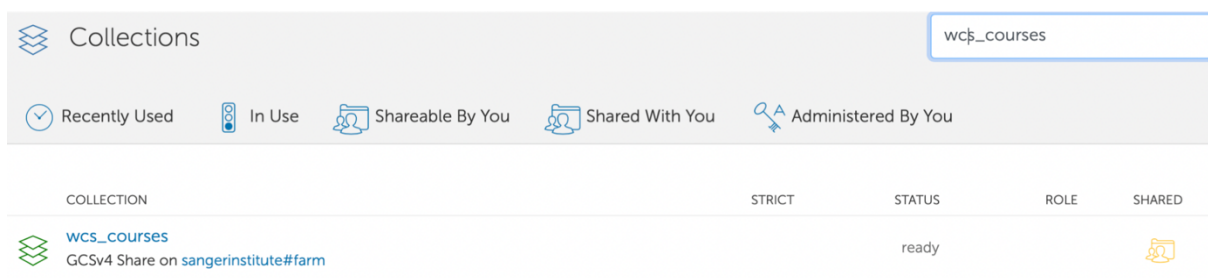 Collections
wcs_courses
Recently Used In Use Shareable By You Shared With You Administered By You
COLLECTION STRICT STATUS ROLE SHARED
wcs_courses ready
GCSv4 Share on sangerinstitute#farm